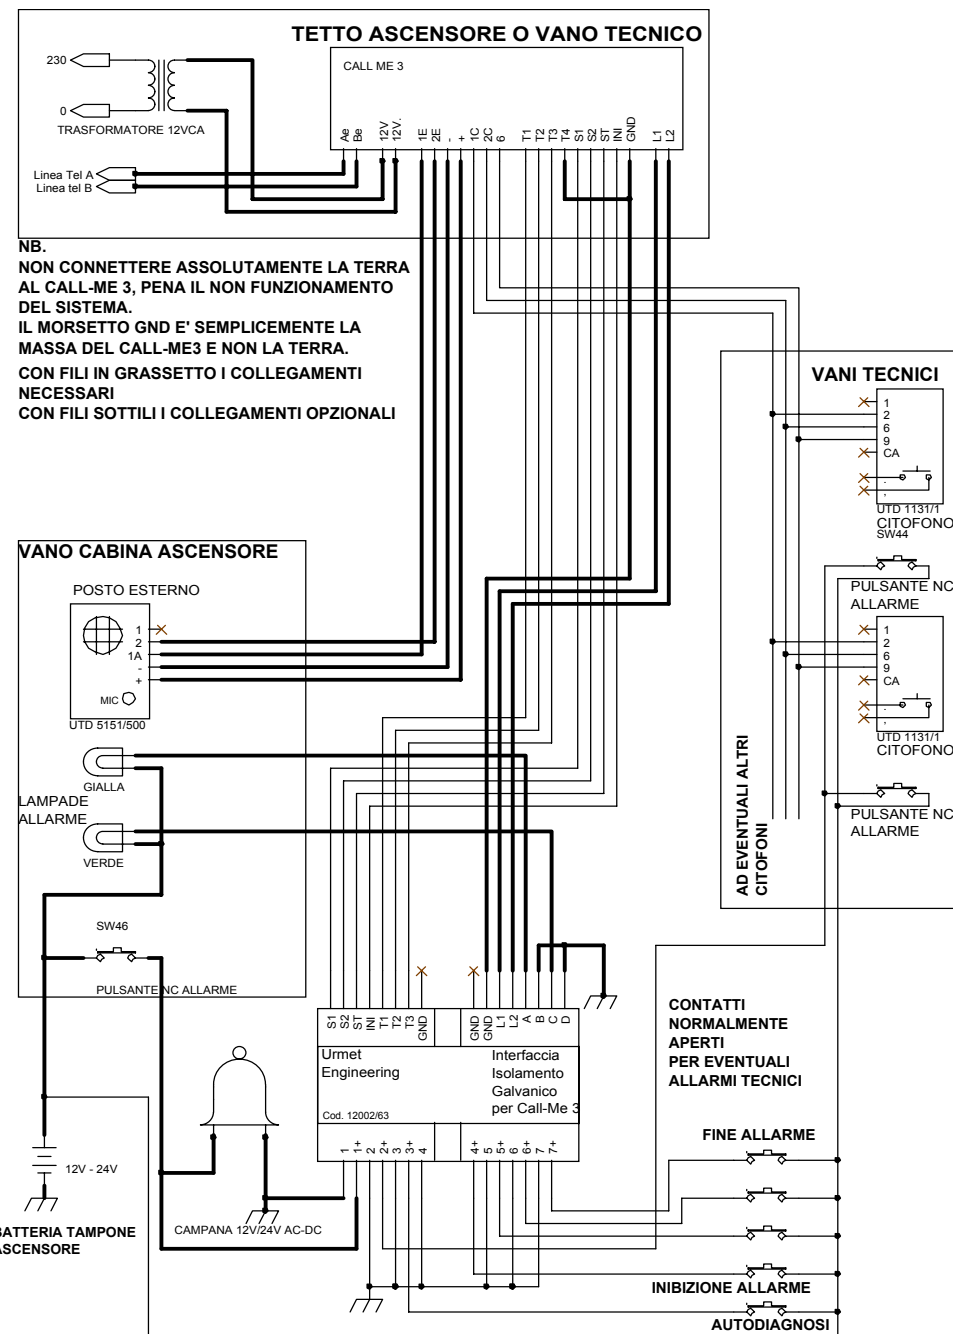 TETTO ASCENSORE O VANO TECNICO
CALL ME 3
230
0
TRASFORMATORE 12VCA
Linea Tel A
Linea tel B
Ae
Be
12V
12V.
1E
2E
-
+
1C
2C
6
T1
T2
T3
T4
S1
S2
ST
INI
GND
L1
L2
NB.
NON CONNETTERE ASSOLUTAMENTE LA TERRA
AL CALL-ME 3, PENA IL NON FUNZIONAMENTO
DEL SISTEMA.
IL MORSETTO GND E' SEMPLICEMENTE LA
MASSA DEL CALL-ME3 E NON LA TERRA.
CON FILI IN GRASSETTO I COLLEGAMENTI
NECESSARI
CON FILI SOTTILI I COLLEGAMENTI OPZIONALI
VANI TECNICI
1
2
6
9
CA
UTD 1131/1
CITOFONO
SW44
PULSANTE NC
ALLARME
1
2
6
9
CA
UTD 1131/1
CITOFONO
PULSANTE NC
ALLARME
AD EVENTUALI ALTRI
CITOFONI
VANO CABINA ASCENSORE
POSTO ESTERNO
1
2
1A
-
+
MIC
UTD 5151/500
GIALLA
LAMPADE
ALLARME
VERDE
SW46
PULSANTE NC ALLARME
S1
S2
ST
INI
T1
T2
T3
GND
GND
GND
L1
L2
A
B
C
D
Urmet
Engineering
Cod. 12002/63
Interfaccia
Isolamento
Galvanico
per Call-Me 3
1
1+
2
2+
3
3+
4
4+
5
5+
6
6+
7
7+
CONTATTI
NORMALMENTE
APERTI
PER EVENTUALI
ALLARMI TECNICI
FINE ALLARME
INIBIZIONE ALLARME
AUTODIAGNOSI
12V - 24V
BATTERIA TAMPONE
ASCENSORE
CAMPANA 12V/24V AC-DC